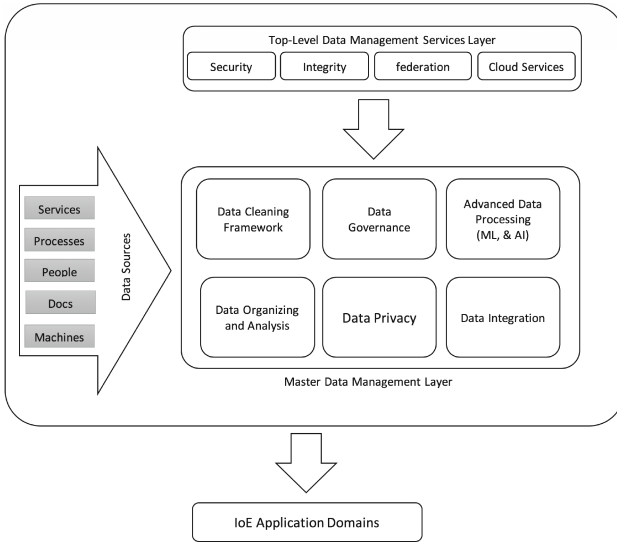 Top-Level Data Management Services Layer
Security
Integrity
federation
Cloud Services
Services
Processes
People
Docs
Machines
Data Sources
Data Cleaning
Framework
Data
Governance
Advanced Data
Processing
(ML, & AI)
Data Organizing
and Analysis
Data Privacy
Data Integration
Master Data Management Layer
IoE Application Domains